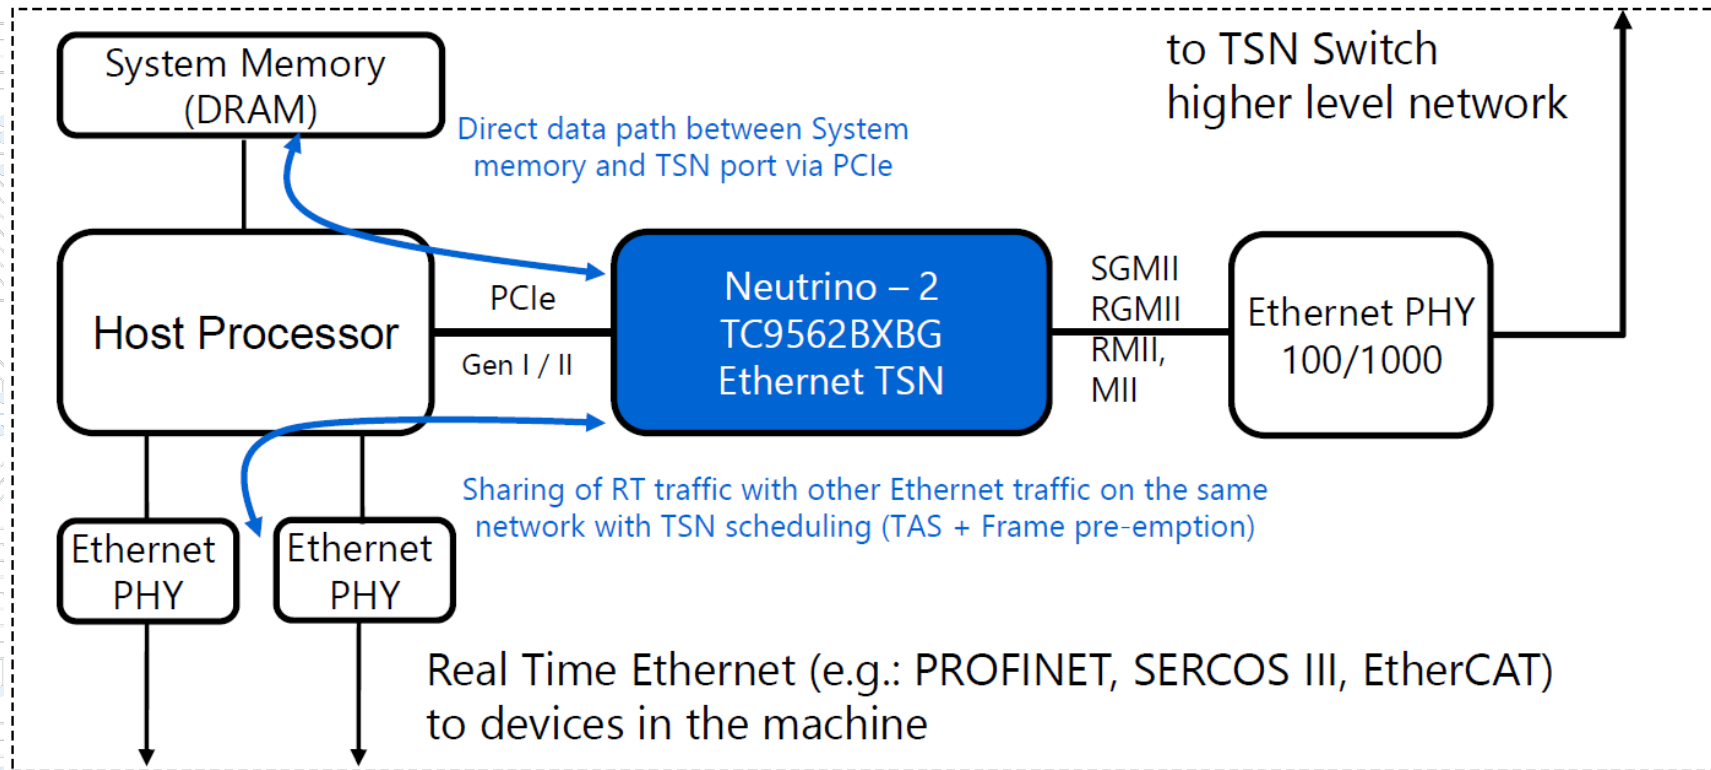 System Memory
(DRAM)
to TSN Switch
higher level network
Direct data path between System
memory and TSN port via PCIe
Host Processor
PCIe
Gen I / II
Neutrino – 2
TC9562BXBG
Ethernet TSN
SGMII
RGMII
RMII,
MII
Ethernet PHY
100/1000
Sharing of RT traffic with other Ethernet traffic on the same
network with TSN scheduling (TAS + Frame pre-emption)
Ethernet
PHY
Ethernet
PHY
Real Time Ethernet (e.g.: PROFINET, SERCOS III, EtherCAT)
to devices in the machine